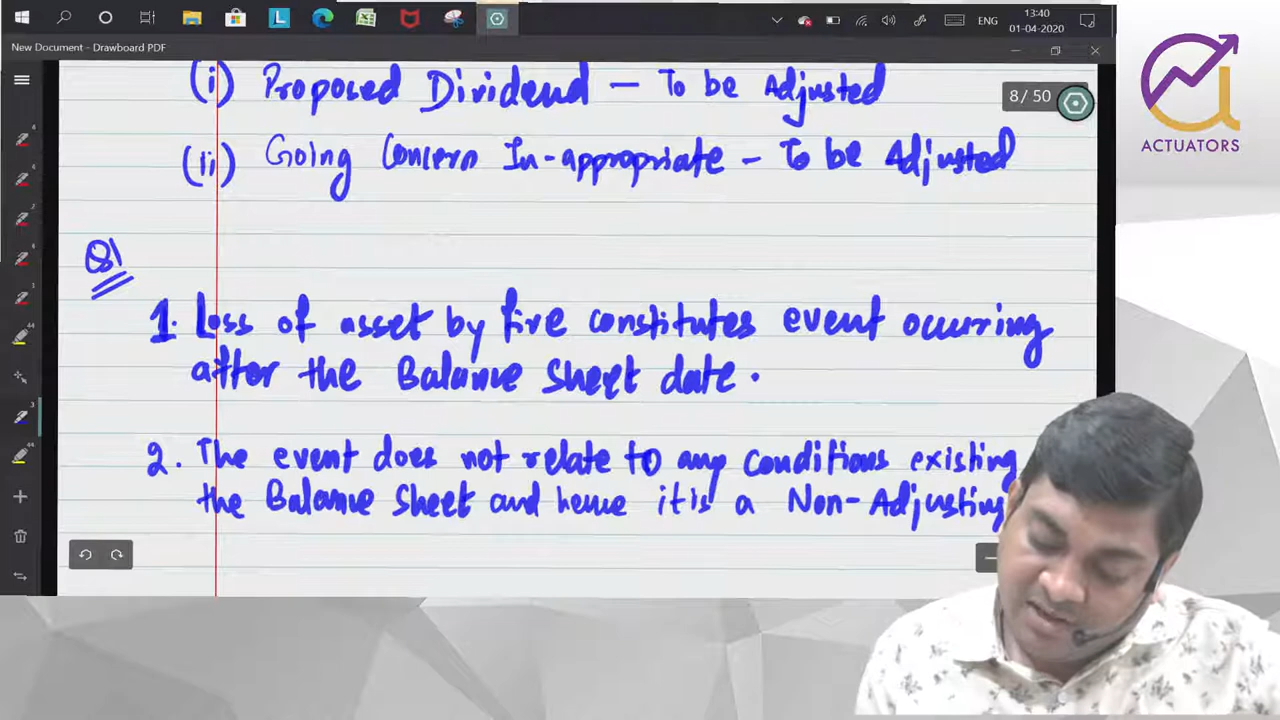 ENG
13:40
01-04-2020
New Document - Drawboard PDF
8 / 50
ACTUATORS
(i) Proposed Dividend - To be Adjusted
(ii) Going Concern In-appropriate - To be Adjusted
Q1
1. Loss of asset by fire constitutes event ocurring
after the Balance Sheet date.
2. The event does not relate to any conditions existing
the Balance Sheet and hence it is a Non-Adjusting